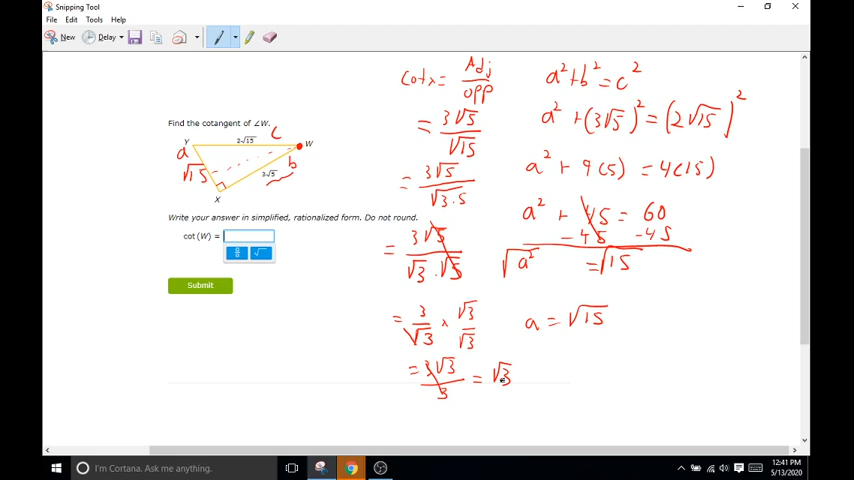 Snipping Tool
File Edit Tools Help
New Delay
Find the cotangent of ∠W.
Y 2√15 C W
a
√15 b
3√5
X
Write your answer in simplified, rationalized form. Do not round.
cot (W) =
Submit
cotx = Adj/opp
= 3√5/√15
= 3√5/√3·5
= 3√5/√3·√5
= 3/√3 × √3/√3
= 3√3/3 = √3
a² + b² = c²
a² + (3√5)² = (2√15)²
a² + 9(5) = 4(15)
a² + 45 = 60
-45 -45
√a² = √15
a = √15
I'm Cortana. Ask me anything.
12:41 PM
5/13/2020